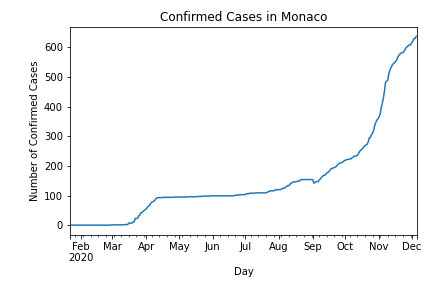 Confirmed Cases in Monaco
Number of Confirmed Cases
600
500
400
300
200
100
0
Feb Mar Apr May Jun Jul Aug Sep Oct Nov Dec
2020
Day